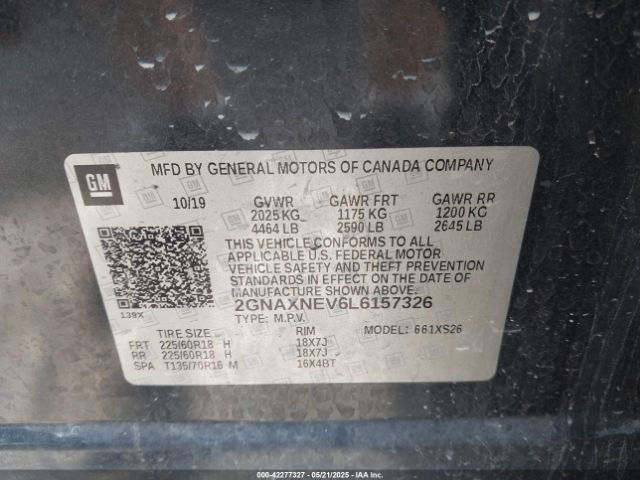 GM
MFD BY GENERAL MOTORS OF CANADA COMPANY
10/19 GVWR GAWR FRT GAWR RR
2025 KG 1175 KG 1200 KG
4464 LB 2590 LB 2645 LB
THIS VEHICLE CONFORMS TO ALL
APPLICABLE U.S. FEDERAL MOTOR
VEHICLE SAFETY AND THEFT PREVENTION
STANDARDS IN EFFECT ON THE DATE OF
MANUFACTURE SHOWN ABOVE.
139X 2GNAXNEV6L6157326
TYPE: M.P.V.
TIRE SIZE RIM MODEL: 661XS26
FRT 225/60R18 H 18X7J
RR 225/60R18 H 18X7J
SPA T135/70R16 M 16X4BT
000-42277327 - 05/21/2025 - IAAI, Inc.